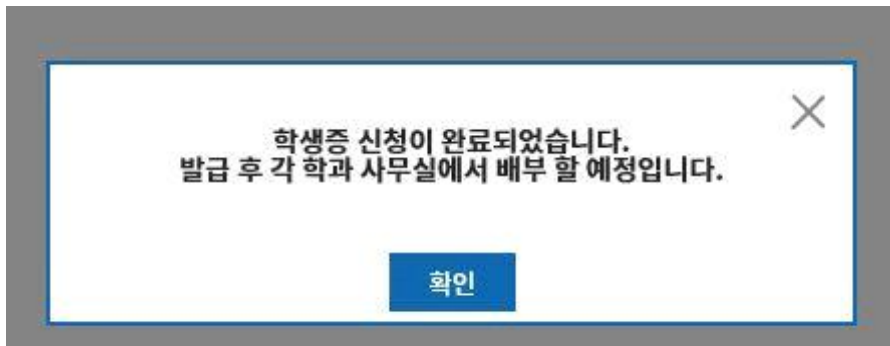 학생증 신청이 완료되었습니다.
발급 후 각 학과 사무실에서 배부 할 예정입니다.
확인